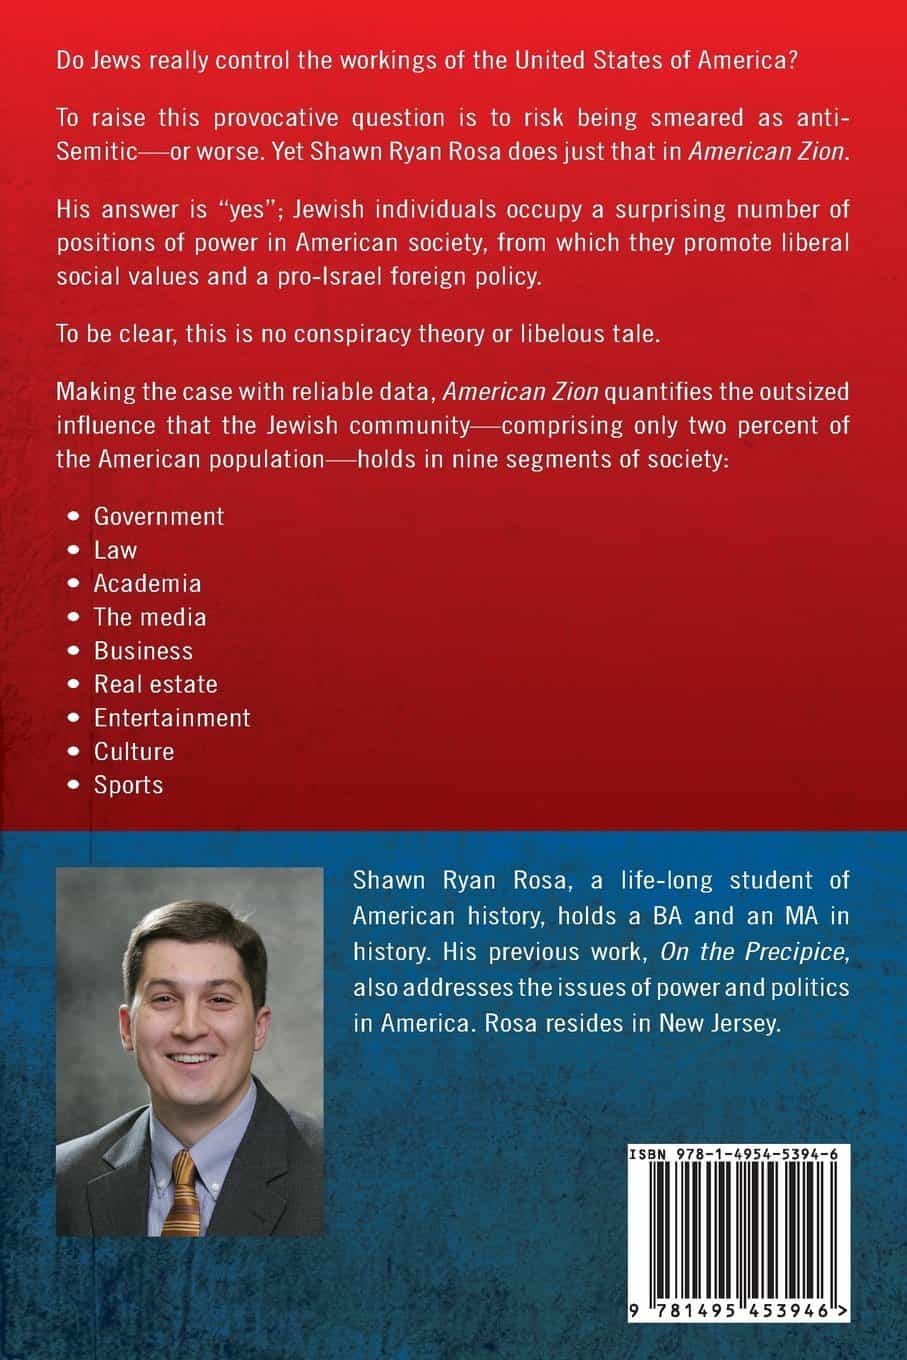 Do Jews really control the workings of the United States of America?
To raise this provocative question is to risk being smeared as anti-
Semitic—or worse. Yet Shawn Ryan Rosa does just that in American Zion.
His answer is “yes”; Jewish individuals occupy a surprising number of
positions of power in American society, from which they promote liberal
social values and a pro-Israel foreign policy.
To be clear, this is no conspiracy theory or libelous tale.
Making the case with reliable data, American Zion quantifies the outsized
influence that the Jewish community—comprising only two percent of
the American population—holds in nine segments of society:
• Government
• Law
• Academia
• The media
• Business
• Real estate
• Entertainment
• Culture
• Sports
Shawn Ryan Rosa, a life-long student of
American history, holds a BA and an MA in
history. His previous work, On the Precipice,
also addresses the issues of power and politics
in America. Rosa resides in New Jersey.
ISBN 978-1-4954-5394-6
9 781495 453946 >